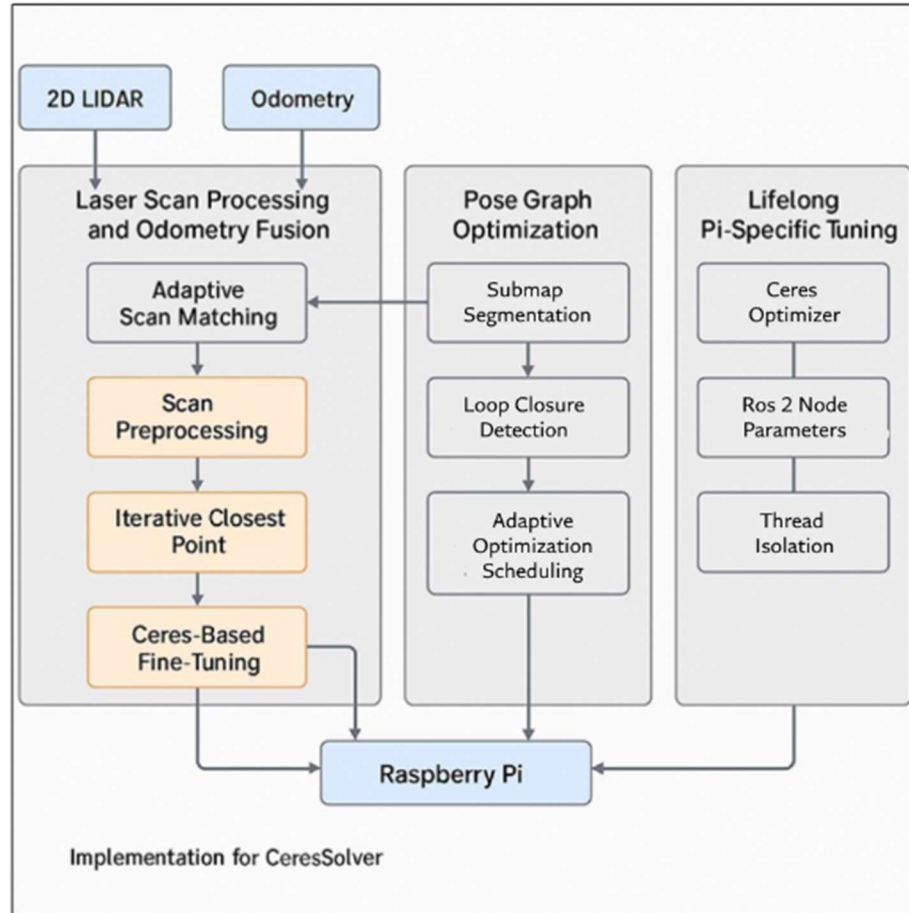 2D LIDAR
Odometry
Laser Scan Processing
and Odometry Fusion
Adaptive
Scan Matching
Scan
Preprocessing
Iterative Closest
Point
Ceres-Based
Fine-Tuning
Pose Graph
Optimization
Submap
Segmentation
Loop Closure
Detection
Adaptive
Optimization
Scheduling
Lifelong
Pi-Specific Tuning
Ceres
Optimizer
Ros 2 Node
Parameters
Thread
Isolation
Raspberry Pi
Implementation for CeresSolver